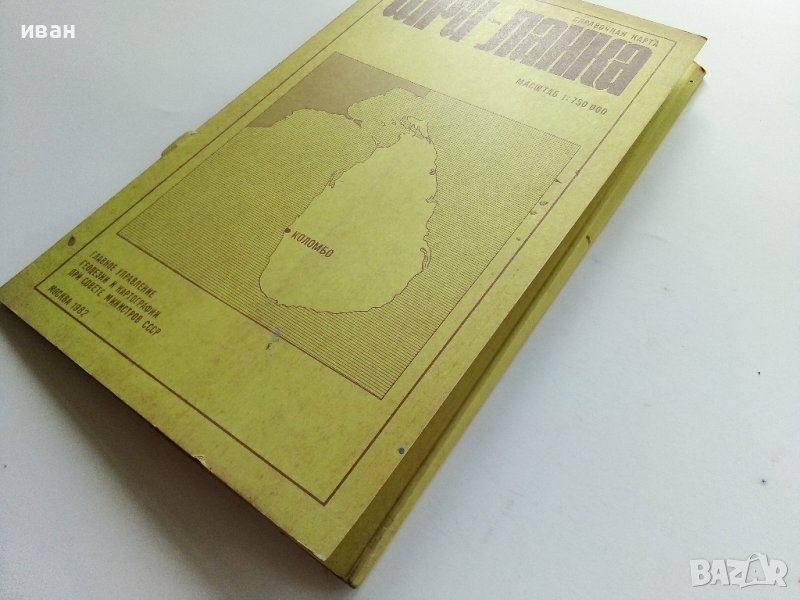 иван
СПРАВОЧНАЯ КАРТА
ШРИ-ЛАНКА
МАСШТАБ 1:750 000
КОЛОМБО
ГЛАВНОЕ УПРАВЛЕНИЕ
ГЕОДЕЗИИ И КАРТОГРАФИИ
ПРИ СОВЕТЕ МИНИСТРОВ СССР
МОСКВА 1982
BAZAR